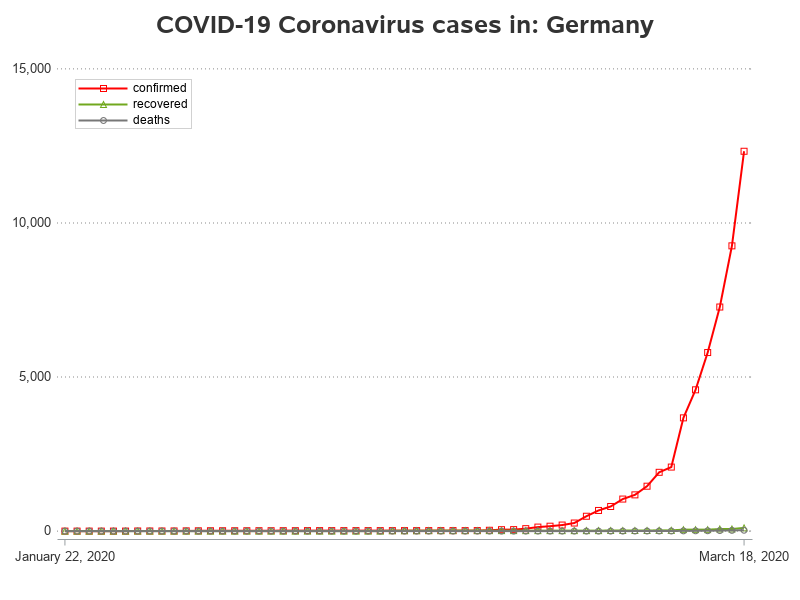 COVID-19 Coronavirus cases in: Germany
15,000
confirmed
recovered
deaths
10,000
5,000
0
January 22, 2020
March 18, 2020